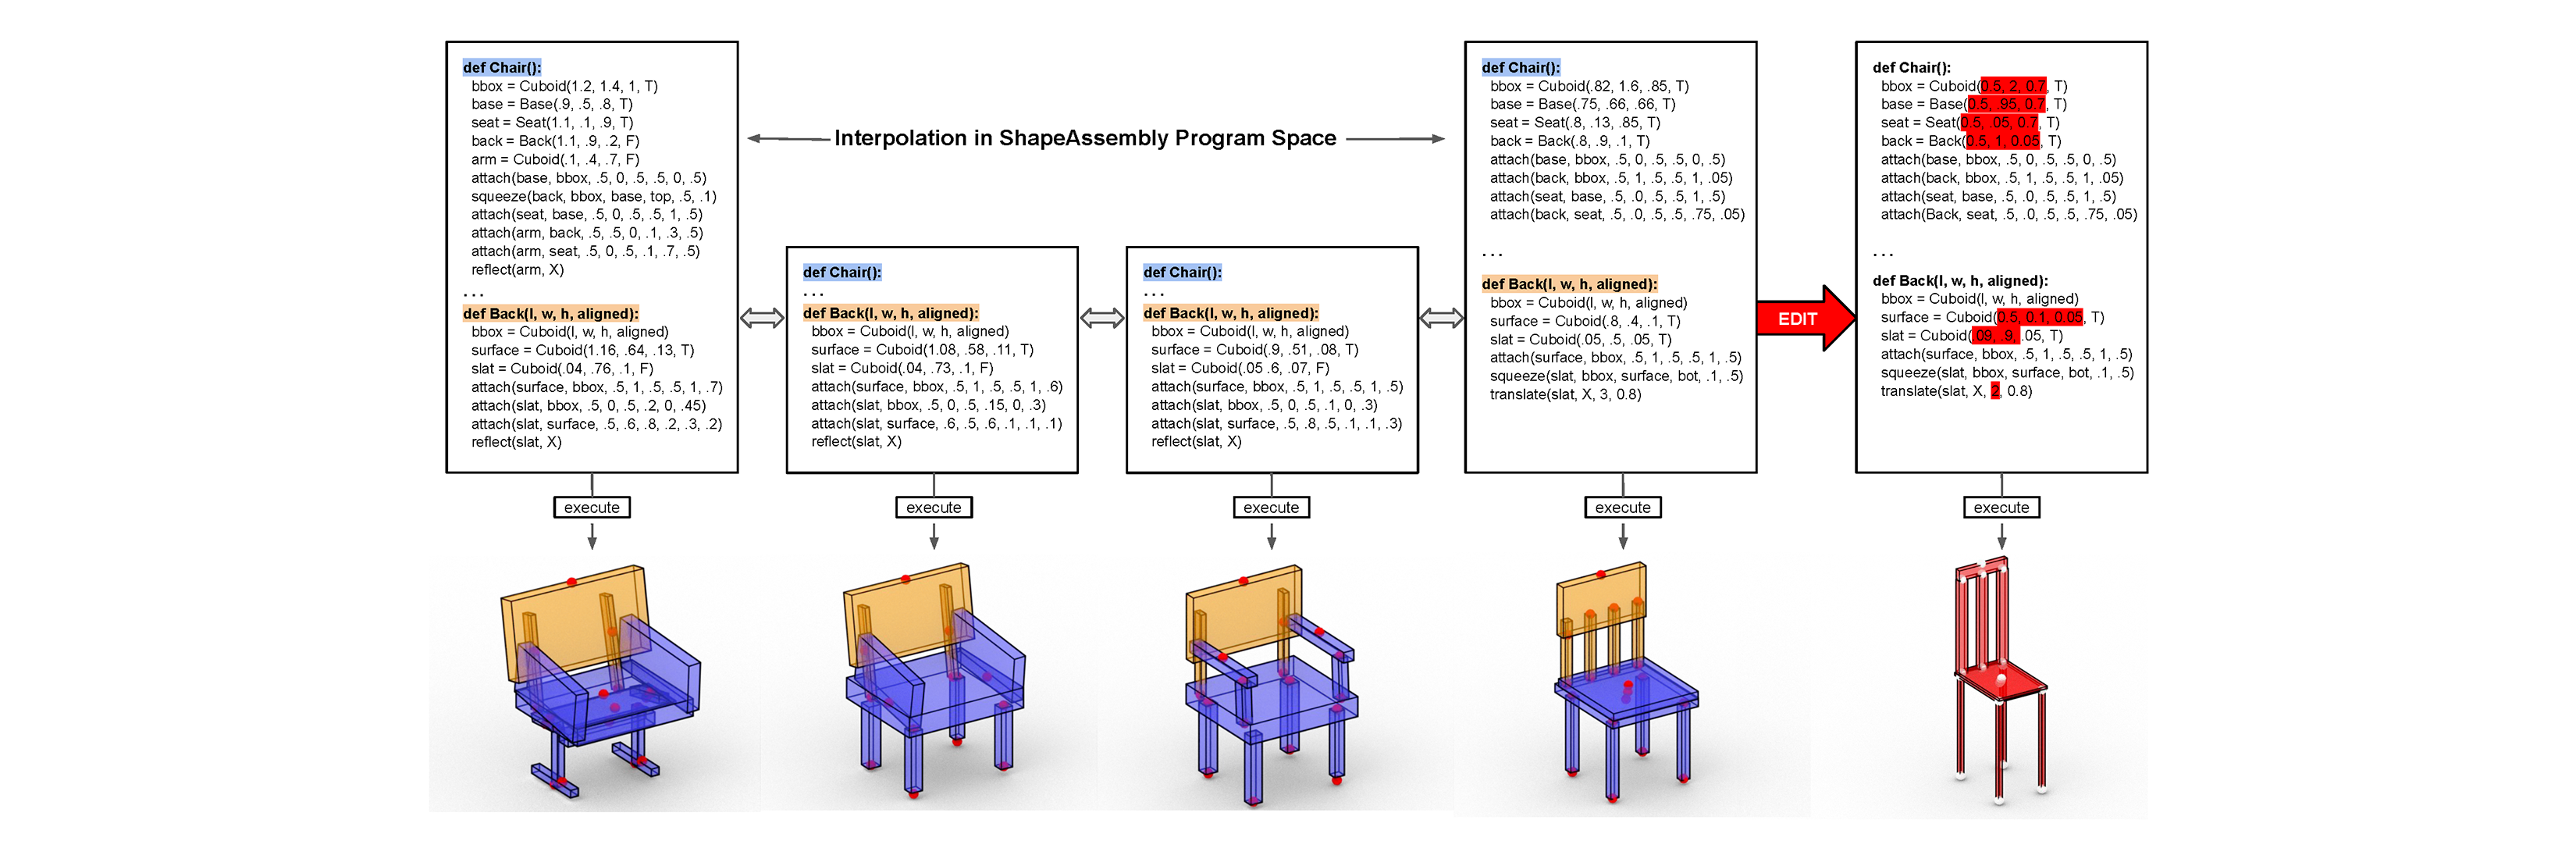 def Chair():
bbox = Cuboid(1.2, 1.4, 1, T)
base = Base(.9, .5, .8, T)
seat = Seat(1.1, .1, .9, T)
back = Back(1.1, .9, .2, F)
arm = Cuboid(.1, .4, .7, F)
attach(base, bbox, .5, 0, .5, .5, 0, .5)
squeeze(back, bbox, base, top, .5, .1)
attach(seat, base, .5, 0, .5, .5, 1, .5)
attach(arm, back, .5, .5, 0, .1, .3, .5)
attach(arm, seat, .5, 0, .5, .1, .7, .5)
reflect(arm, X)
...
def Back(l, w, h, aligned):
bbox = Cuboid(l, w, h, aligned)
surface = Cuboid(1.16, .64, .13, T)
slat = Cuboid(.04, .76, .1, F)
attach(surface, bbox, .5, 1, .5, .5, 1, .7)
attach(slat, bbox, .5, 0, .5, .2, 0, .45)
attach(slat, surface, .5, .6, .8, .2, .3, .2)
reflect(slat, X)
execute
Interpolation in ShapeAssembly Program Space
def Chair():
...
def Back(l, w, h, aligned):
bbox = Cuboid(l, w, h, aligned)
surface = Cuboid(1.08, .58, .11, T)
slat = Cuboid(.04, .73, .1, F)
attach(surface, bbox, .5, 1, .5, .5, 1, .6)
attach(slat, bbox, .5, 0, .5, .15, 0, .3)
attach(slat, surface, .6, .5, .6, .1, .1, .1)
reflect(slat, X)
execute
def Chair():
...
def Back(l, w, h, aligned):
bbox = Cuboid(l, w, h, aligned)
surface = Cuboid(.9, .51, .08, T)
slat = Cuboid(.05 .6, .07, F)
attach(surface, bbox, .5, 1, .5, .5, 1, .5)
attach(slat, bbox, .5, 0, .5, .1, 0, .3)
attach(slat, surface, .5, .8, .5, .1, .1, .3)
reflect(slat, X)
execute
def Chair():
bbox = Cuboid(.82, 1.6, .85, T)
base = Base(.75, .66, .66, T)
seat = Seat(.8, .13, .85, T)
back = Back(.8, .9, .1, T)
attach(base, bbox, .5, 0, .5, .5, 0, .5)
attach(back, bbox, .5, 1, .5, .5, 1, .05)
attach(seat, base, .5, .0, .5, .5, 1, .5)
attach(back, seat, .5, .0, .5, .5, .75, .05)
...
def Back(l, w, h, aligned):
bbox = Cuboid(l, w, h, aligned)
surface = Cuboid(.8, .4, .1, T)
slat = Cuboid(.05, .5, .05, T)
attach(surface, bbox, .5, 1, .5, .5, 1, .5)
squeeze(slat, bbox, surface, bot, .1, .5)
translate(slat, X, 3, 0.8)
execute
EDIT
def Chair():
bbox = Cuboid(0.5, 2, 0.7, T)
base = Base(0.5, .95, 0.7, T)
seat = Seat(0.5, .05, 0.7, T)
back = Back(0.5, 1, 0.05, T)
attach(base, bbox, .5, 0, .5, .5, 0, .5)
attach(back, bbox, .5, 1, .5, .5, 1, .05)
attach(seat, base, .5, .0, .5, .5, 1, .5)
attach(Back, seat, .5, .0, .5, .5, .75, .05)
...
def Back(l, w, h, aligned):
bbox = Cuboid(l, w, h, aligned)
surface = Cuboid(0.5, 0.1, 0.05, T)
slat = Cuboid(.09, .9, .05, T)
attach(surface, bbox, .5, 1, .5, .5, 1, .5)
squeeze(slat, bbox, surface, bot, .1, .5)
translate(slat, X, 2, 0.8)
execute